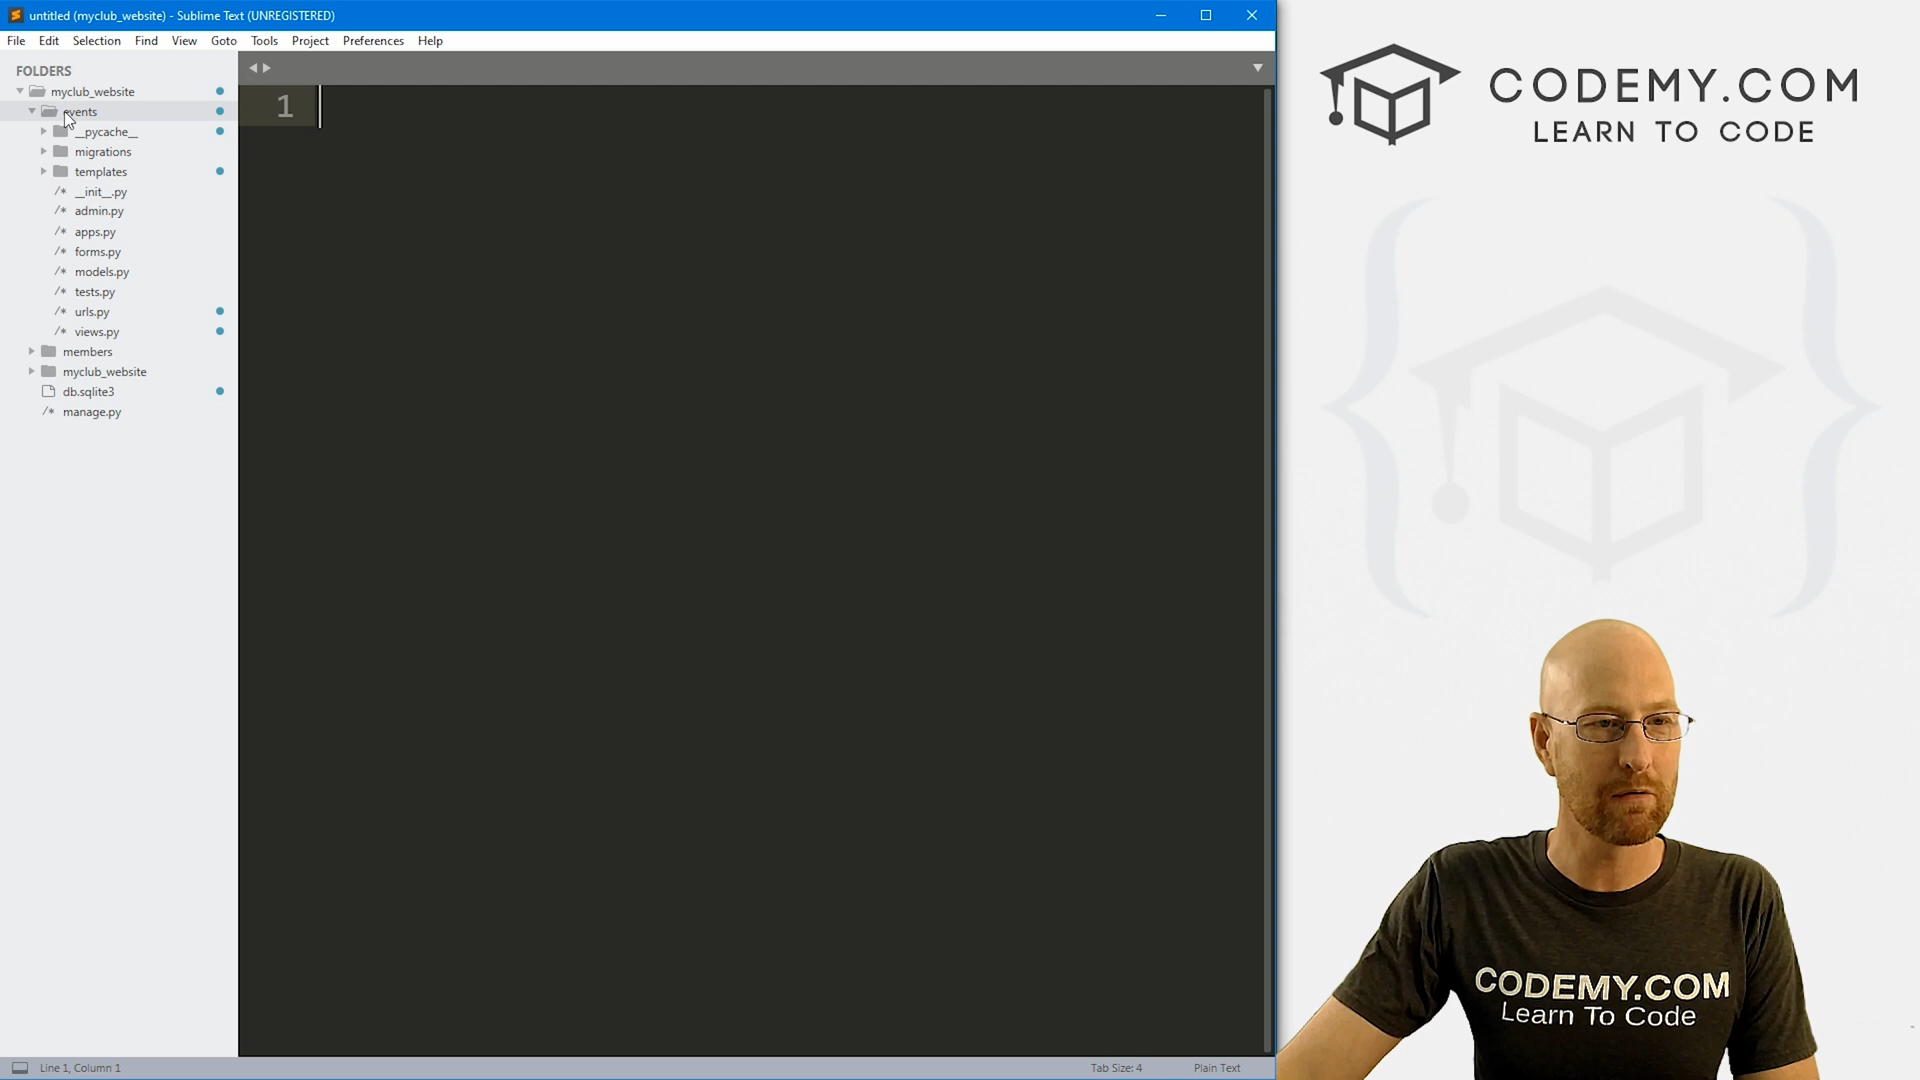 untitled (myclub_website) - Sublime Text (UNREGISTERED)
File Edit Selection Find View Goto Tools Project Preferences Help
FOLDERS
myclub_website
events
__pycache__
migrations
templates
/* __init__.py
/* admin.py
/* apps.py
/* forms.py
/* models.py
/* tests.py
/* urls.py
/* views.py
members
myclub_website
db.sqlite3
/* manage.py
1
Line 1, Column 1
Tab Size: 4
Plain Text
CODEMY.COM
LEARN TO CODE
CODEMY.COM
Learn To Code